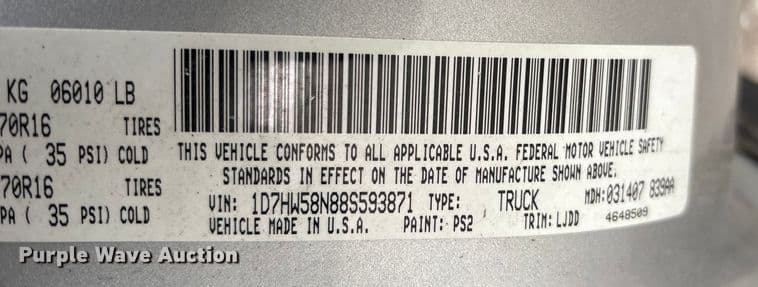 KG 06010 LB
70R16 TIRES
PA ( 35 PSI) COLD
70R16 TIRES
PA ( 35 PSI) COLD
THIS VEHICLE CONFORMS TO ALL APPLICABLE U.S.A. FEDERAL MOTOR VEHICLE SAFETY
STANDARDS IN EFFECT ON THE DATE OF MANUFACTURE SHOWN ABOVE.
VIN: 1D7HW58N88S593871 TYPE: TRUCK MDH:031407 839AA
VEHICLE MADE IN U.S.A. PAINT: PS2 TRIM: LJDD 4648509
Purple Wave Auction